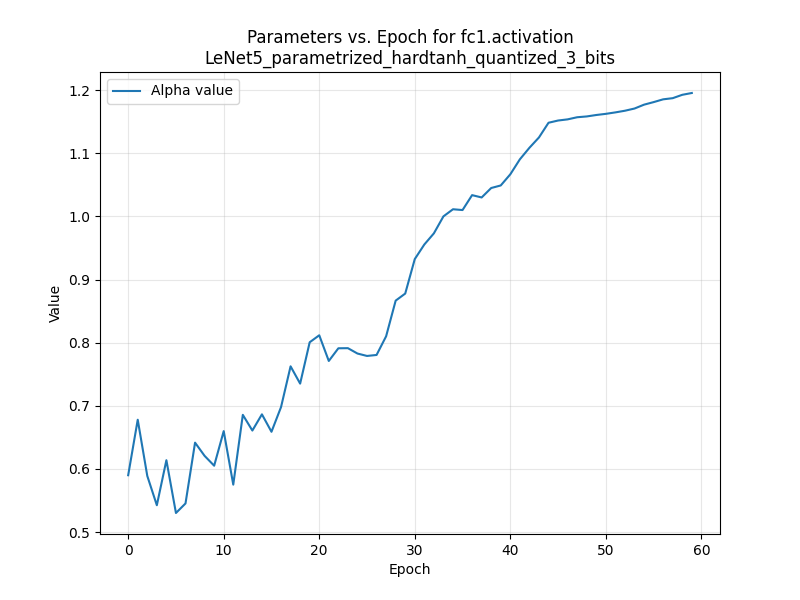 Parameters vs. Epoch for fc1.activation
LeNet5_parametrized_hardtanh_quantized_3_bits
Alpha value
1.2
1.1
1.0
0.9
0.8
0.7
0.6
0.5
Value
0 10 20 30 40 50 60
Epoch